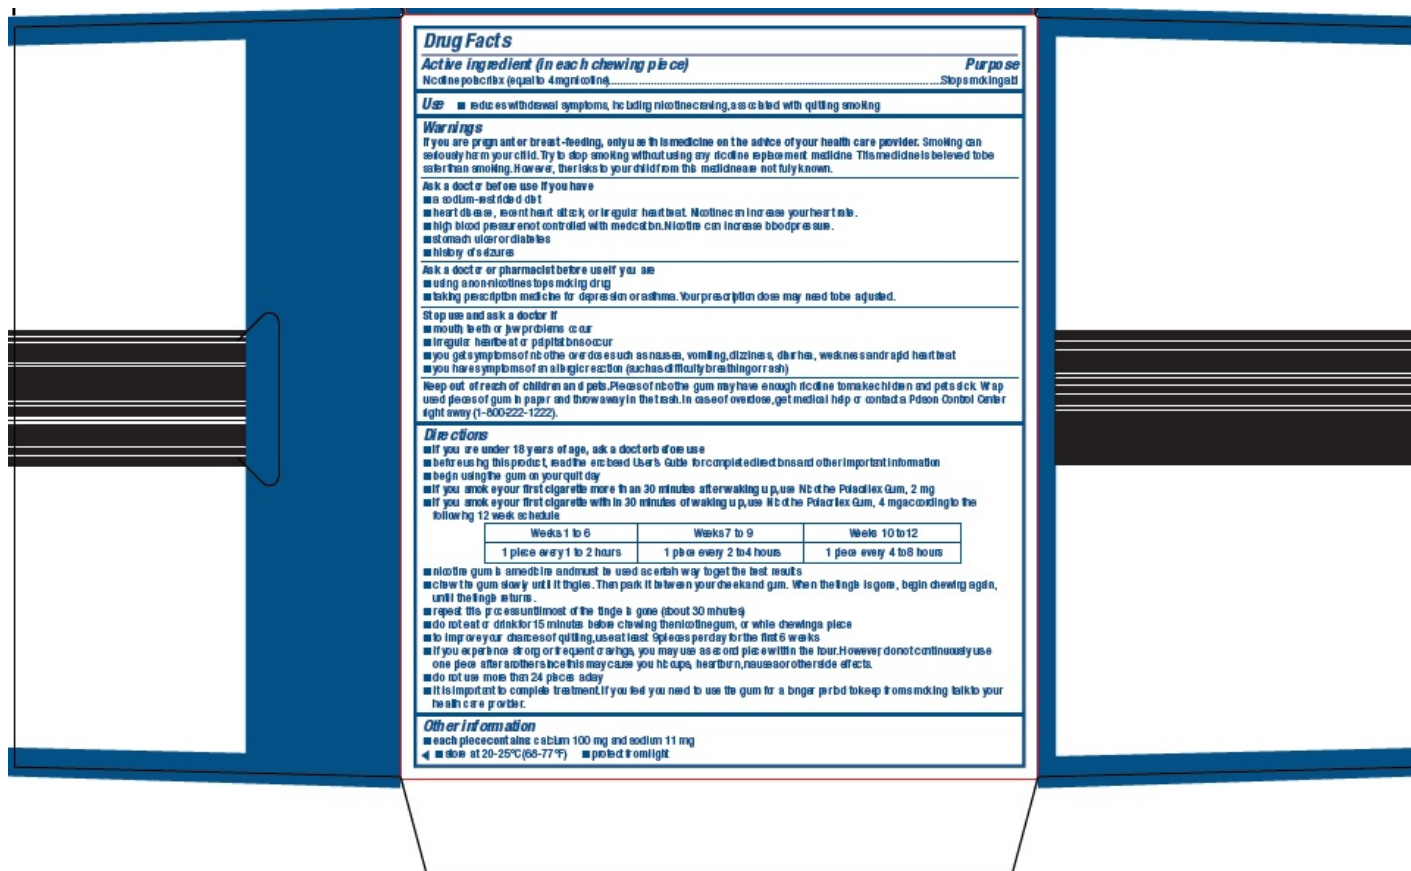 Drug Facts
Active ingredient (in each chewing piece) Purpose
Nicotine polacrilex (equal to 4 mg nicotine) Stop smoking aid
Use ■ reduces withdrawal symptoms, including nicotine craving, associated with quitting smoking
Warnings
If you are pregnant or breast-feeding, only use this medicine on the advice of your health care provider. Smoking can
seriously harm your child. Try to stop smoking without using any nicotine replacement medicine. This medicine is believed to be
safer than smoking. However, the risks to your child from this medicine are not fully known.
Ask a doctor before use if you have
■ a sodium-restricted diet
■ heart disease, recent heart attack, or irregular heartbeat. Nicotine can increase your heart rate.
■ high blood pressure not controlled with medication. Nicotine can increase blood pressure.
■ stomach ulcer or diabetes
■ history of seizures
Ask a doctor or pharmacist before use if you are
■ using a non-nicotine stop smoking drug
■ taking prescription medicine for depression or asthma. Your prescription dose may need to be adjusted.
Stop use and ask a doctor if
■ mouth, teeth or jaw problems occur
■ irregular heartbeat or palpitations occur
■ you get symptoms of nicotine overdose such as nausea, vomiting, dizziness, diarrhea, weakness and rapid heartbeat
■ you have symptoms of an allergic reaction (such as difficulty breathing or rash)
Keep out of reach of children and pets. Pieces of nicotine gum may have enough nicotine to make children and pets sick. Wrap
used pieces of gum in paper and throw away in the trash. In case of overdose, get medical help or contact a Poison Control Center
right away (1-800-222-1222).
Directions
■ if you are under 18 years of age, ask a doctor before use
■ before using this product, read the enclosed User's Guide for complete directions and other important information
■ begin using the gum on your quit day
■ if you smoke your first cigarette more than 30 minutes after waking up, use Nicotine Polacrilex Gum, 2 mg
■ if you smoke your first cigarette within 30 minutes of waking up, use Nicotine Polacrilex Gum, 4 mg according to the
following 12 week schedule:
Weeks 1 to 6 Weeks 7 to 9 Weeks 10 to 12
1 piece every 1 to 2 hours 1 piece every 2 to 4 hours 1 piece every 4 to 8 hours
■ nicotine gum is a medicine and must be used a certain way to get the best results
■ chew the gum slowly until it tingles. Then park it between your cheek and gum. When the tingle is gone, begin chewing again,
until the tingle returns.
■ repeat this process until most of the tingle is gone (about 30 minutes)
■ do not eat or drink for 15 minutes before chewing the nicotine gum, or while chewing a piece
■ to improve your chances of quitting, use at least 9 pieces per day for the first 6 weeks
■ if you experience strong or frequent cravings, you may use a second piece within the hour. However, do not continuously use
one piece after another since this may cause you hiccups, heartburn, nausea or other side effects.
■ do not use more than 24 pieces a day
■ it is important to complete treatment. If you feel you need to use the gum for a longer period to keep from smoking, talk to your
health care provider.
Other information
■ each piece contains: calcium 100 mg and sodium 11 mg
■ store at 20-25°C (68-77°F) ■ protect from light